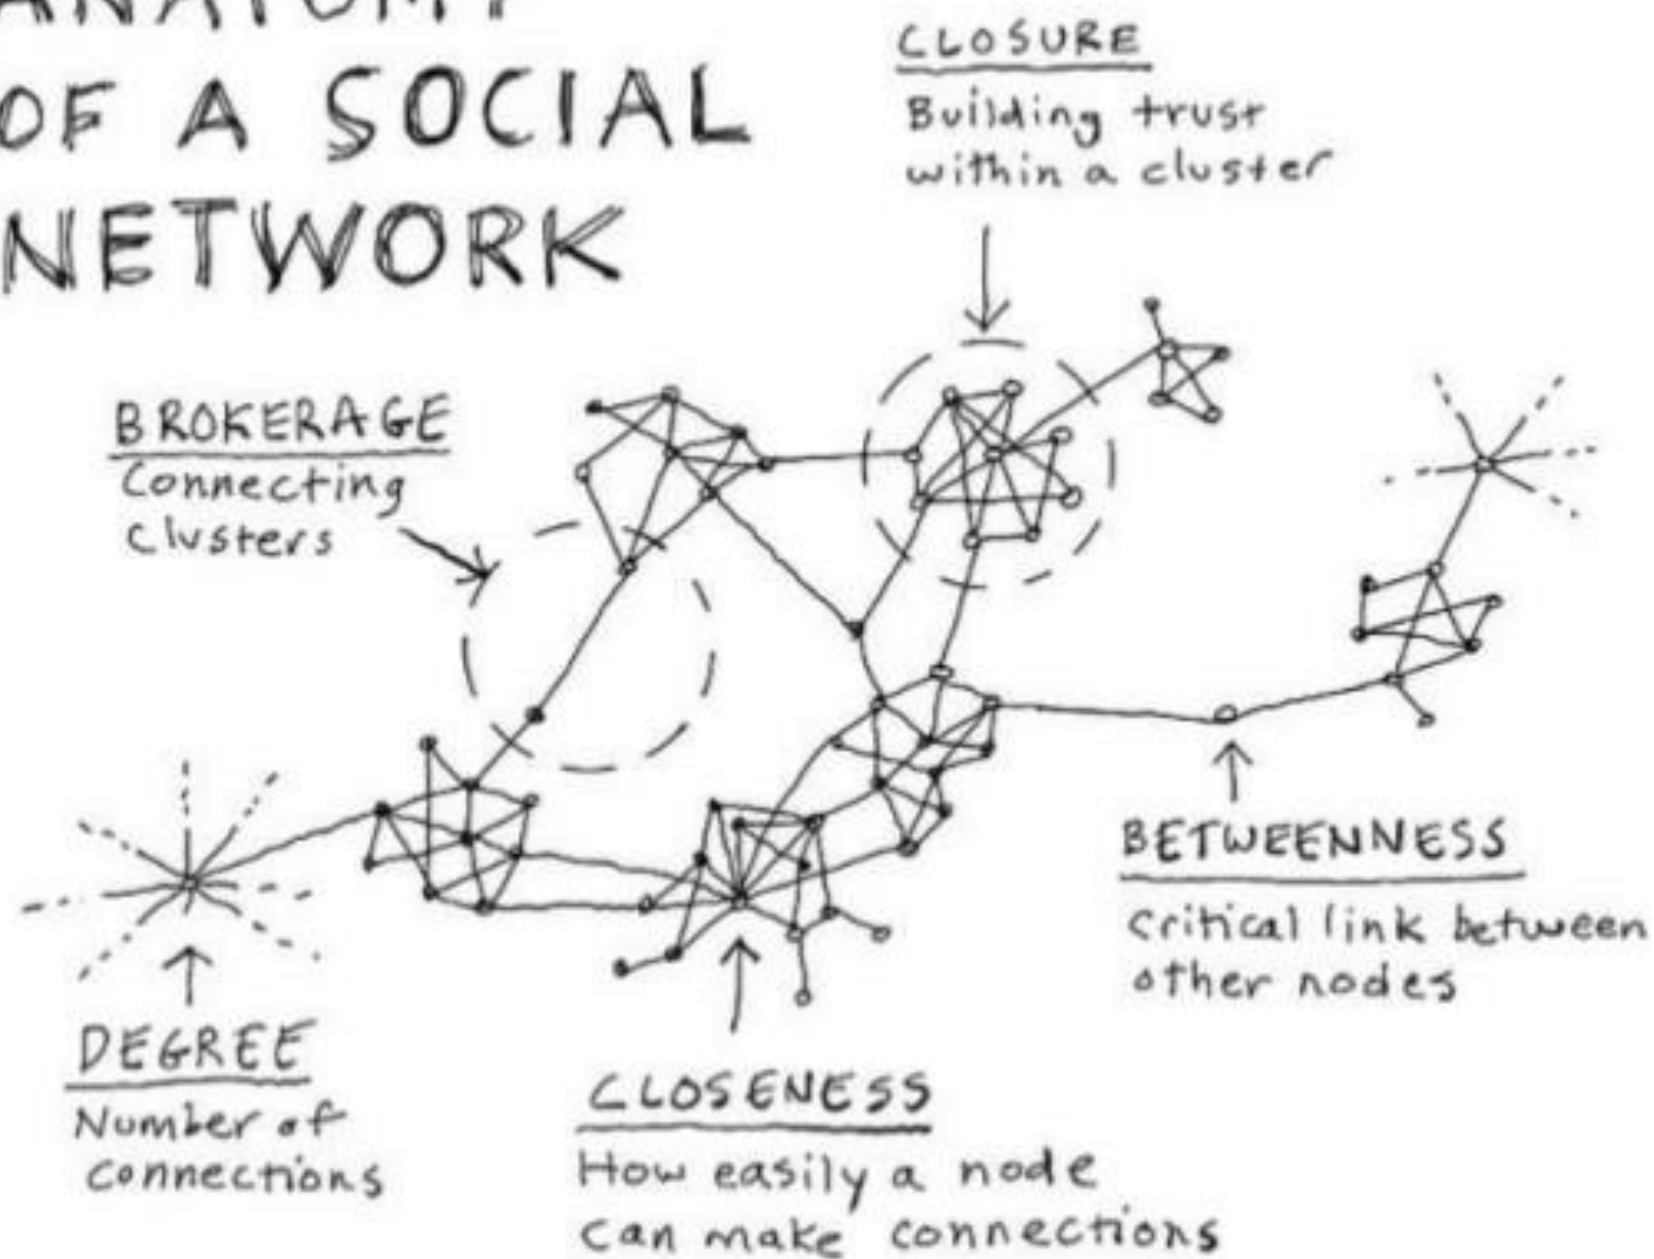 ANATOMY
OF A SOCIAL
NETWORK
CLOSURE
Building trust
within a cluster
BROKERAGE
Connecting
Clusters
BETWEENNESS
Critical link between
other nodes
DEGREE
Number of
connections
CLOSENESS
How easily a node
can make connections